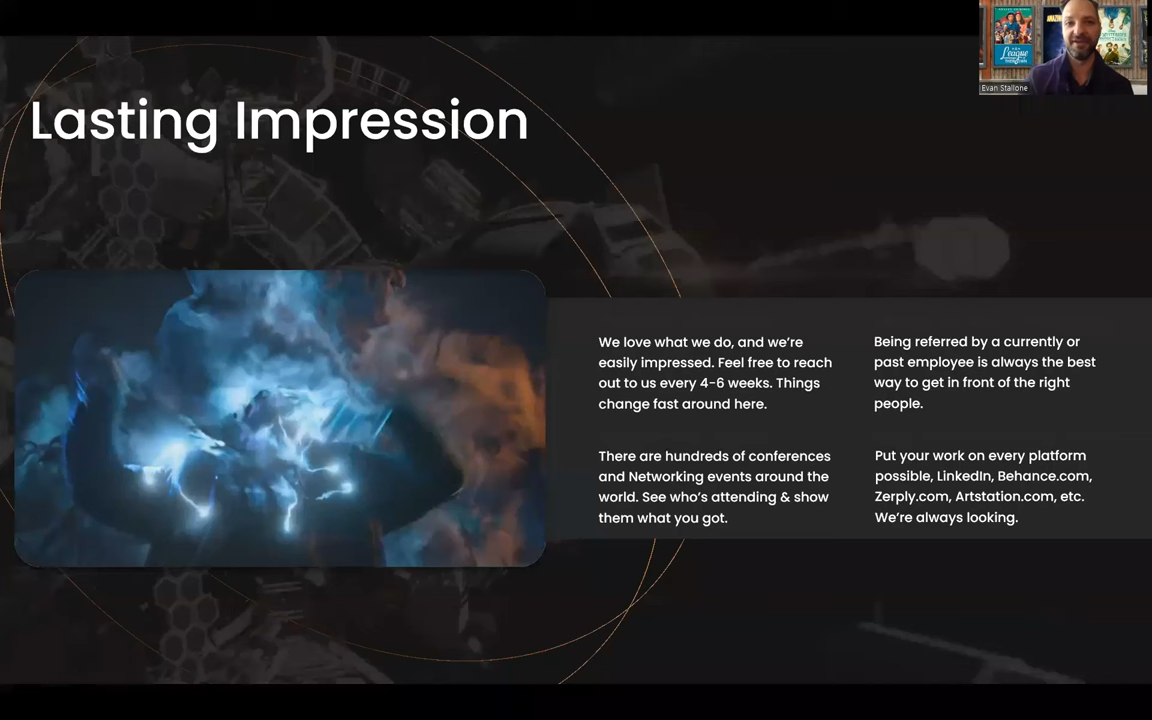 Lasting Impression
We love what we do, and we're
easily impressed. Feel free to reach
out to us every 4-6 weeks. Things
change fast around here.
Being referred by a currently or
past employee is always the best
way to get in front of the right
people.
There are hundreds of conferences
and Networking events around the
world. See who's attending & show
them what you got.
Put your work on every platform
possible, LinkedIn, Behance.com,
Zerply.com, Artstation.com, etc.
We're always looking.
League
Evan Stallone